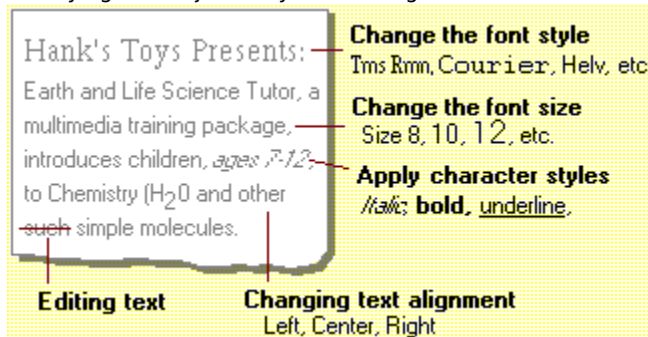 Hank's Toys Presents:
Earth and Life Science Tutor, a
multimedia training package,
introduces children, ages 7-12,
to Chemistry (H2O and other
such simple molecules.
Change the font style
Tms Rmn, Courier, Helv, etc
Change the font size
Size 8, 10, 12, etc.
Apply character styles
Italic, bold, underline,
Editing text
Changing text alignment
Left, Center, Right